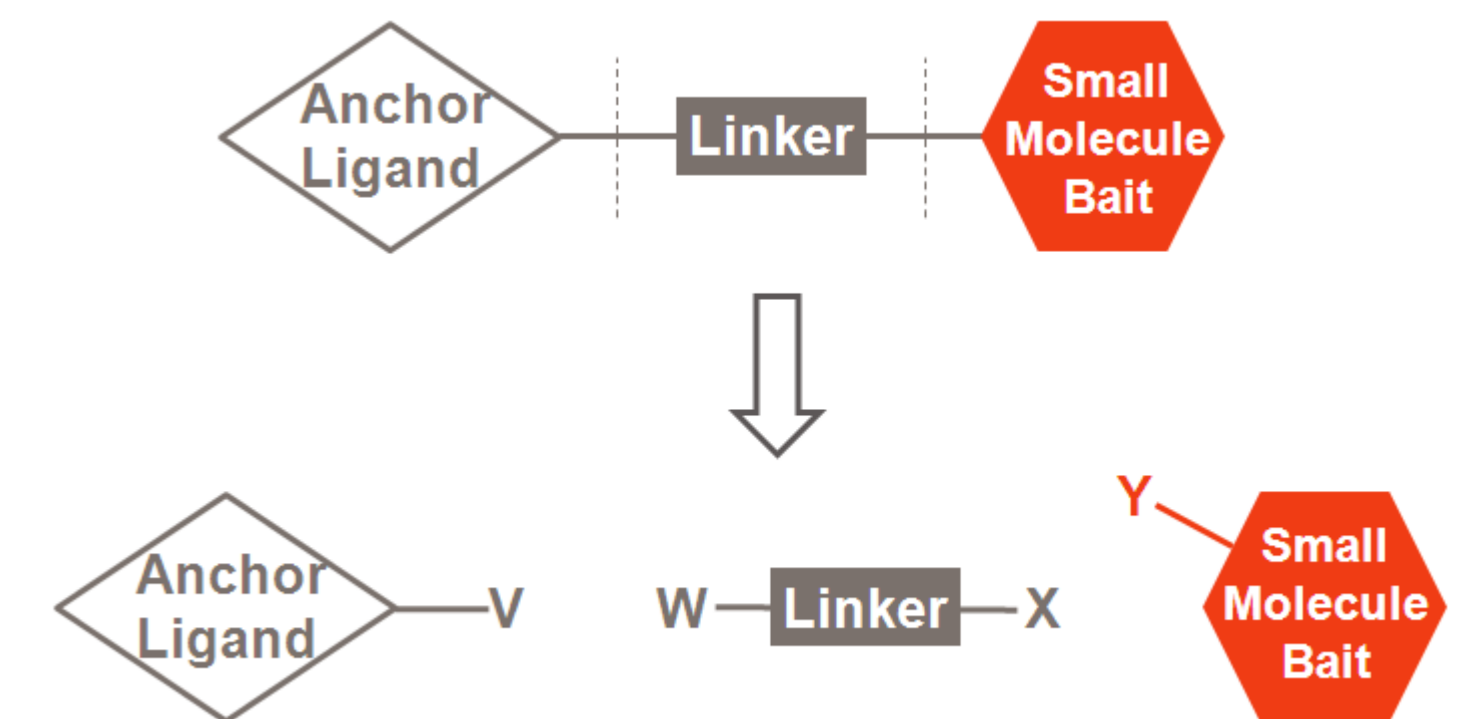 Anchor
Ligand
Linker
Small
Molecule
Bait
Anchor
Ligand
V
W
Linker
X
Y
Small
Molecule
Bait